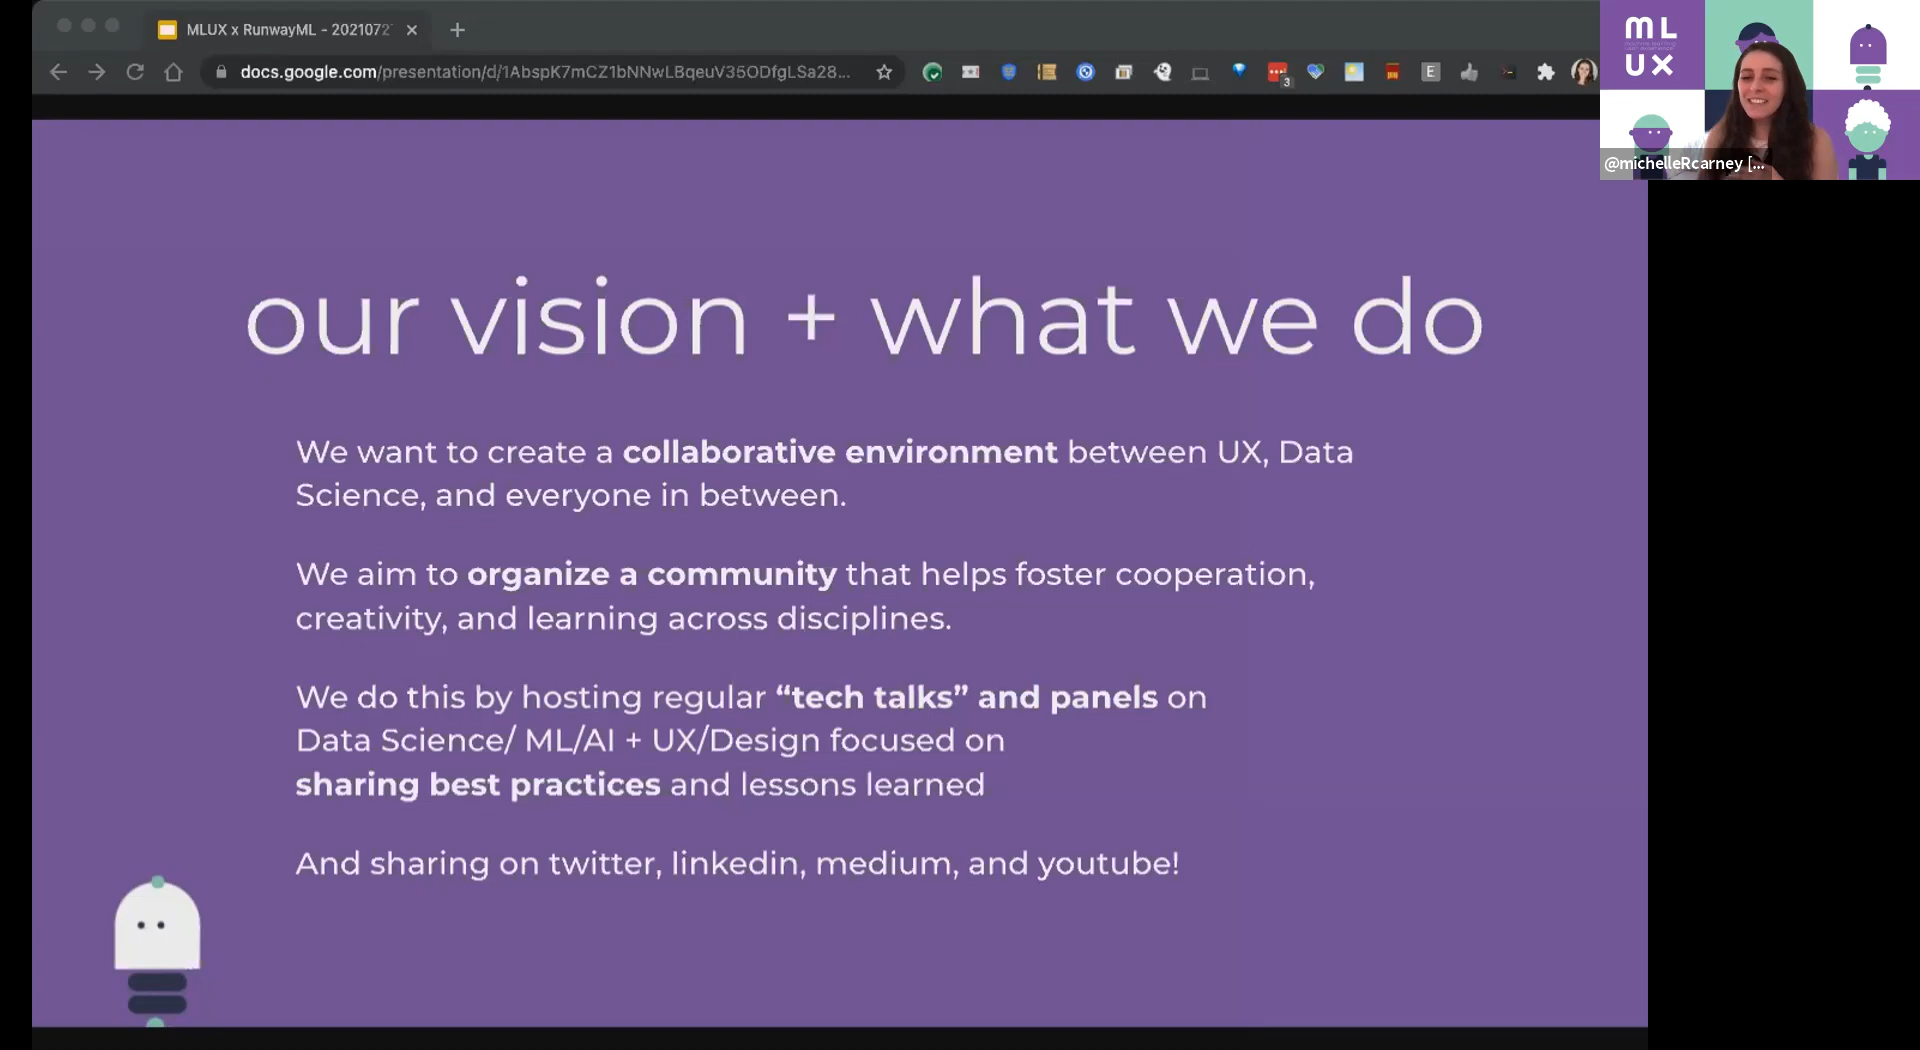 MLUX x RunwayML - 2021072
docs.google.com/presentation/d/1AbspK7mCZ1bNNwLBqeuV35ODfgLSa28...
3
E
ML
UX
@michelleRcarney [...
our vision + what we do
We want to create a collaborative environment between UX, Data
Science, and everyone in between.
We aim to organize a community that helps foster cooperation,
creativity, and learning across disciplines.
We do this by hosting regular “tech talks” and panels on
Data Science/ ML/AI + UX/Design focused on
sharing best practices and lessons learned
And sharing on twitter, linkedin, medium, and youtube!